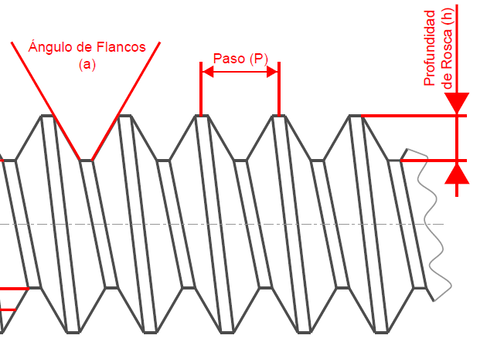 Ángulo de Flancos
(a)
Paso (P)
Profundidad
de Rosca (h)